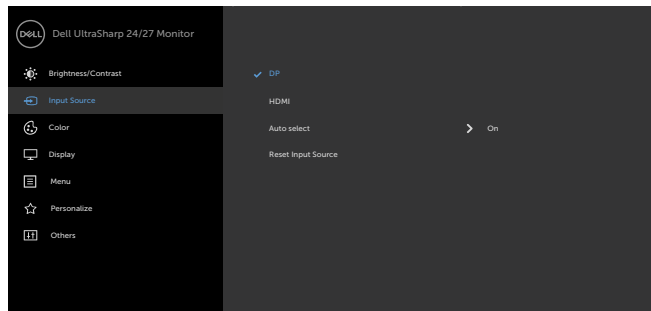 DELL Dell UltraSharp 24/27 Monitor
Brightness/Contrast DP
Input Source HDMI
Color Auto select On
Display Reset Input Source
Menu
Personalize
Others